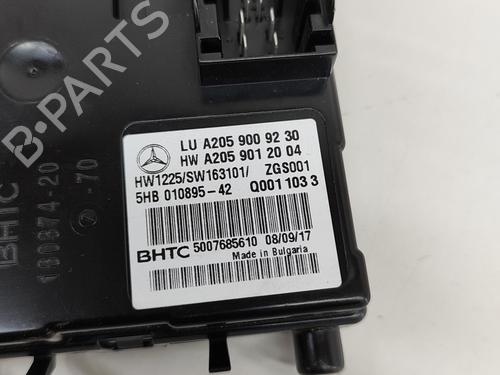 LU A205 900 92 30
HW A205 901 20 04
HW1225/SW163101/ ZGS001
5HB 010895-42 Q001 103 3
BHTC 5007685610 08/09/17
Made in Bulgaria
BHTC
180874-20
-70
B-PARTS